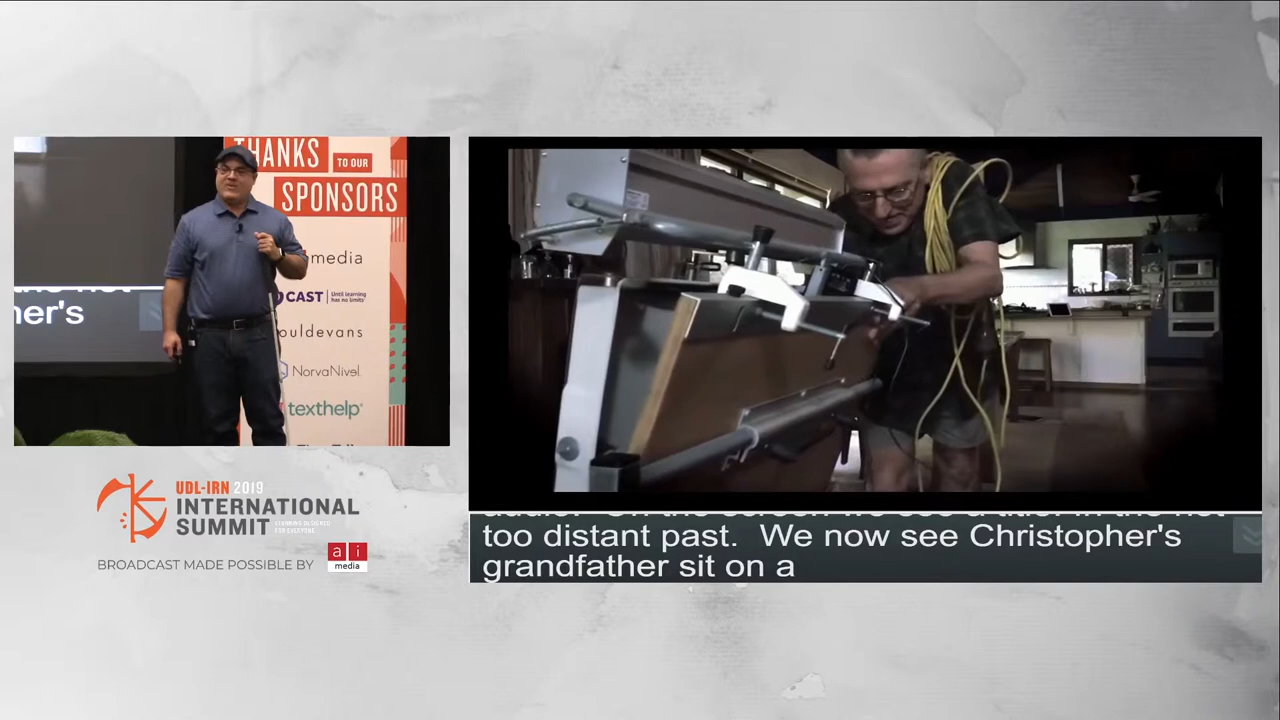 THANKS
TO OUR
SPONSORS
media
CAST
Until learning
has no limits
ouldevans
NorvaNivel
texthelp
her's
UDL-IRN 2019
INTERNATIONAL
SUMMIT
LEARNING DESIGNED
FOR EVERYONE
BROADCAST MADE POSSIBLE BY
a i
media
too distant past. We now see Christopher's
grandfather sit on a